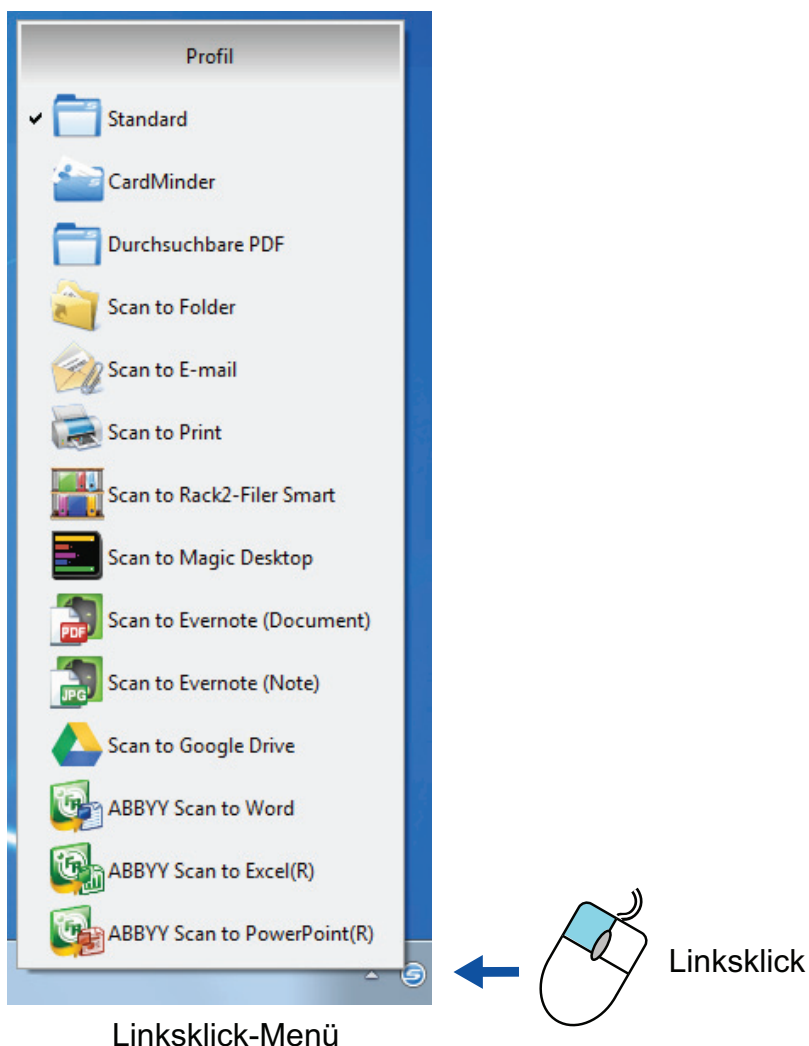 Profil
Standard
CardMinder
Durchsuchbare PDF
Scan to Folder
Scan to E-mail
Scan to Print
Scan to Rack2-Filer Smart
Scan to Magic Desktop
PDF
Scan to Evernote (Document)
JPG
Scan to Evernote (Note)
Scan to Google Drive
ABBYY Scan to Word
ABBYY Scan to Excel(R)
ABBYY Scan to PowerPoint(R)
Linksklick
Linksklick-Menü